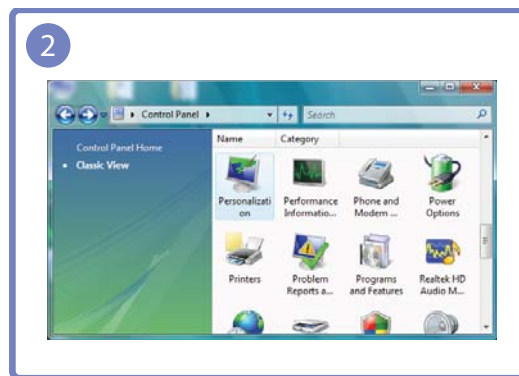 2
Control Panel
Search
Control Panel Home
Classic View
Name Category
Personalizati
on
Performance
Informatio...
Phone and
Modem ...
Power
Options
Printers
Problem
Reports a...
Programs
and Features
Realtek HD
Audio M...